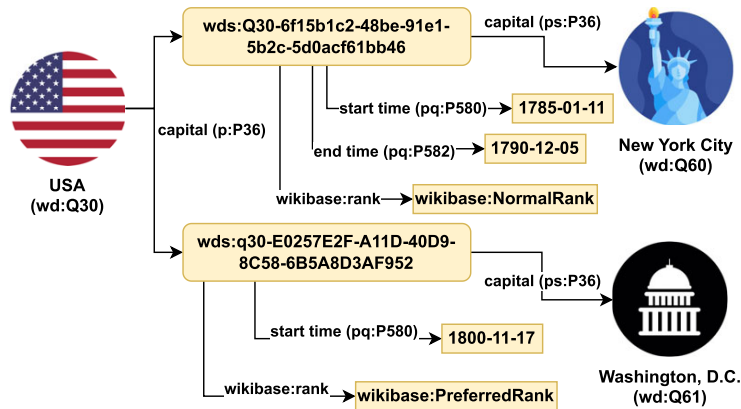 wds:Q30-6f15b1c2-48be-91e1-
5b2c-5d0acf61bb46
capital (ps:P36)
start time (pq:P580)
1785-01-11
capital (p:P36)
end time (pq:P582)
1790-12-05
New York City
(wd:Q60)
USA
(wd:Q30)
wikibase:rank
wikibase:NormalRank
wds:q30-E0257E2F-A11D-40D9-
8C58-6B5A8D3AF952
capital (ps:P36)
start time (pq:P580)
1800-11-17
Washington, D.C.
(wd:Q61)
wikibase:rank
wikibase:PreferredRank